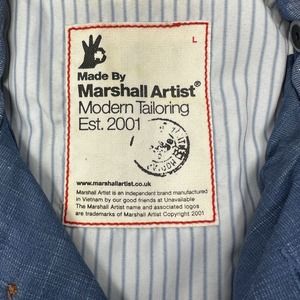 L
Made By
Marshall Artist®
Modern Tailoring
Est. 2001
www.marshallartist.co.uk
Marshall Artist is an independent brand manufactured
in Vietnam by our good friends at Unavailable
The Marshall Artist name and associated logos
are trademarks of Marshall Artist Copyright 2001